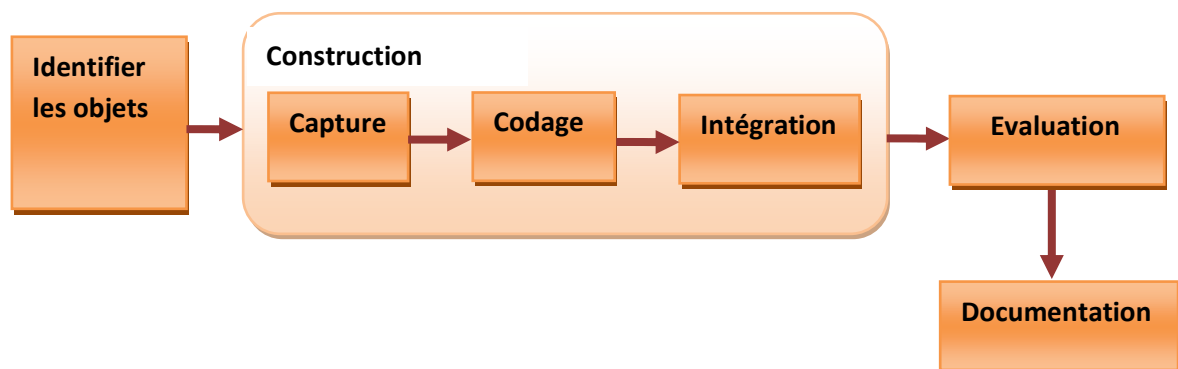 Identifier
les objets
Construction
Capture
Codage
Intégration
Evaluation
Documentation